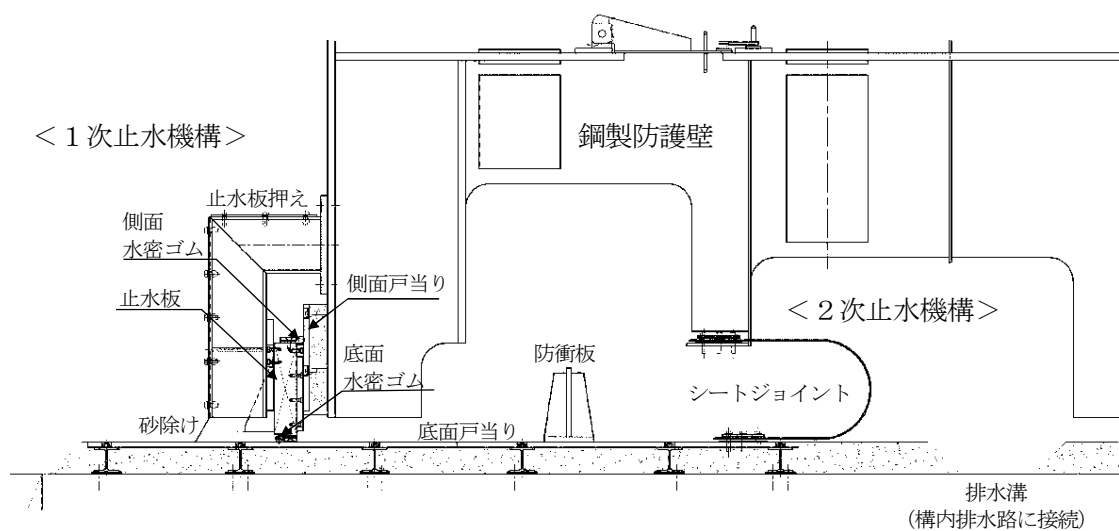 ＜１次止水機構＞
鋼製防護壁
止水板押え
側面
水密ゴム
側面戸当り
止水板
＜２次止水機構＞
底面
水密ゴム
防衝板
シートジョイント
砂除け
底面戸当り
排水溝
(構内排水路に接続)